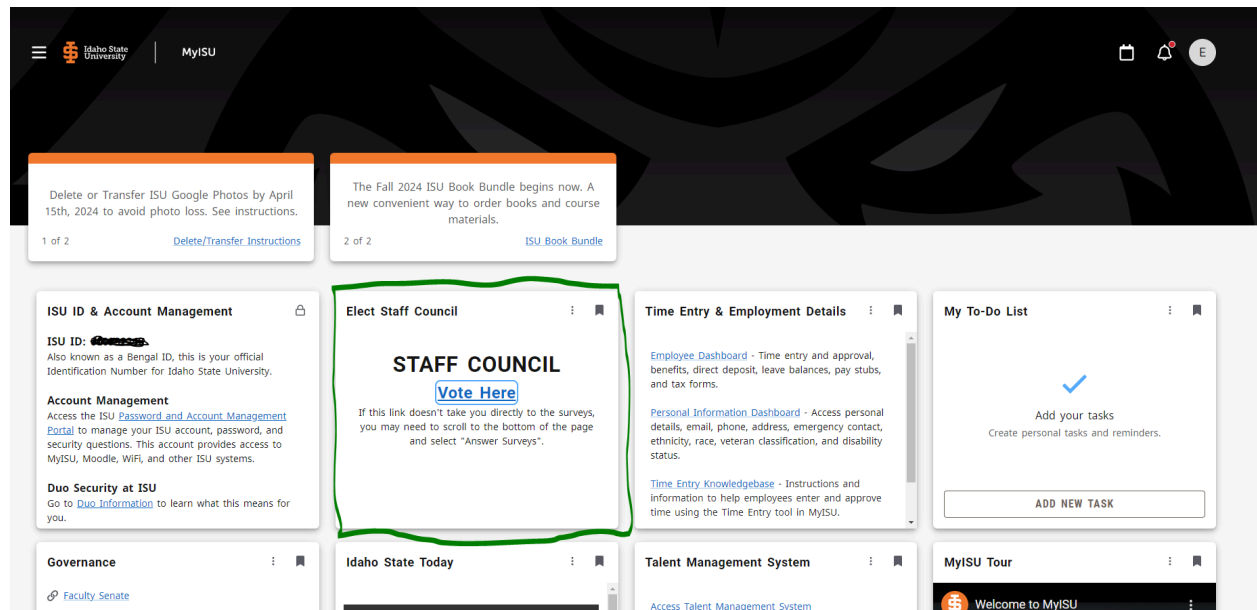 Idaho State
University
MyISU
E
Delete or Transfer ISU Google Photos by April
15th, 2024 to avoid photo loss. See instructions.
1 of 2
Delete/Transfer Instructions
The Fall 2024 ISU Book Bundle begins now. A
new convenient way to order books and course
materials.
2 of 2
ISU Book Bundle
ISU ID & Account Management
ISU ID:
Also known as a Bengal ID, this is your official
Identification Number for Idaho State University.
Account Management
Access the ISU Password and Account Management
Portal to manage your ISU account, password, and
security questions. This account provides access to
MyISU, Moodle, WiFi, and other ISU systems.
Duo Security at ISU
Go to Duo Information to learn what this means for
you.
Elect Staff Council
STAFF COUNCIL
Vote Here
If this link doesn't take you directly to the surveys,
you may need to scroll to the bottom of the page
and select "Answer Surveys".
Time Entry & Employment Details
Employee Dashboard - Time entry and approval,
benefits, direct deposit, leave balances, pay stubs,
and tax forms.
Personal Information Dashboard - Access personal
details, email, phone, address, emergency contact,
ethnicity, race, veteran classification, and disability
status.
Time Entry Knowledgebase - Instructions and
information to help employees enter and approve
time using the Time Entry tool in MyISU.
My To-Do List
Add your tasks
Create personal tasks and reminders.
ADD NEW TASK
Governance
Faculty Senate
Idaho State Today
Talent Management System
Access Talent Management System
MyISU Tour
Welcome to MyISU